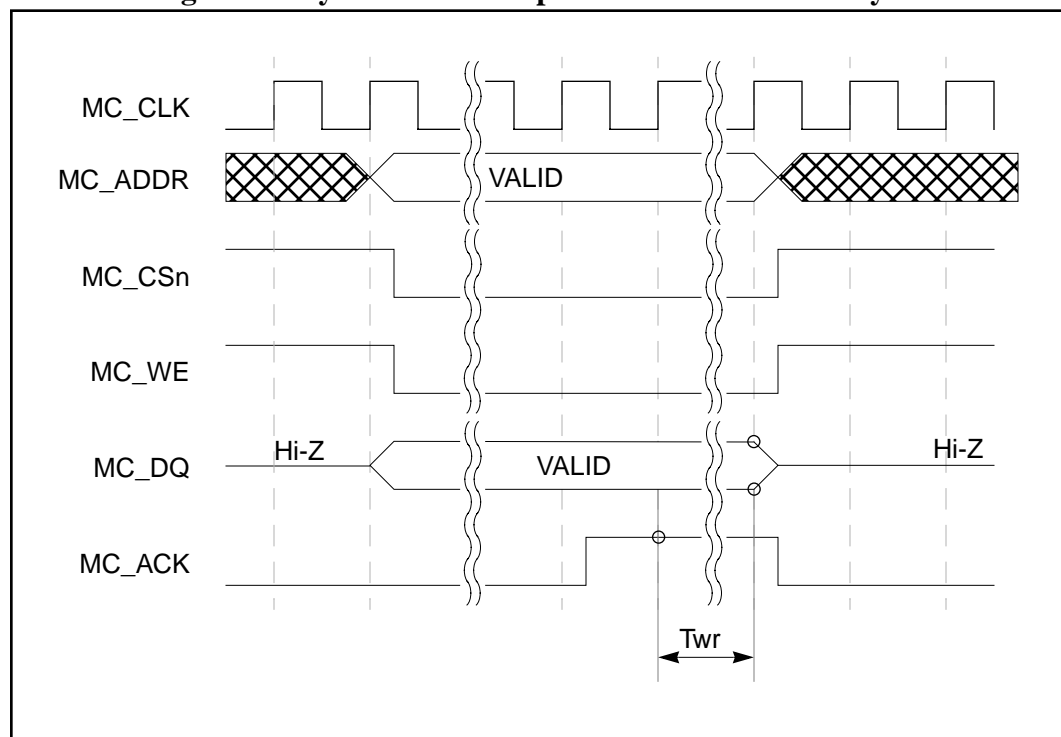 MC_CLK
MC_ADDR
VALID
MC_CSn
MC_WE
MC_DQ
Hi-Z
VALID
Hi-Z
MC_ACK
Twr